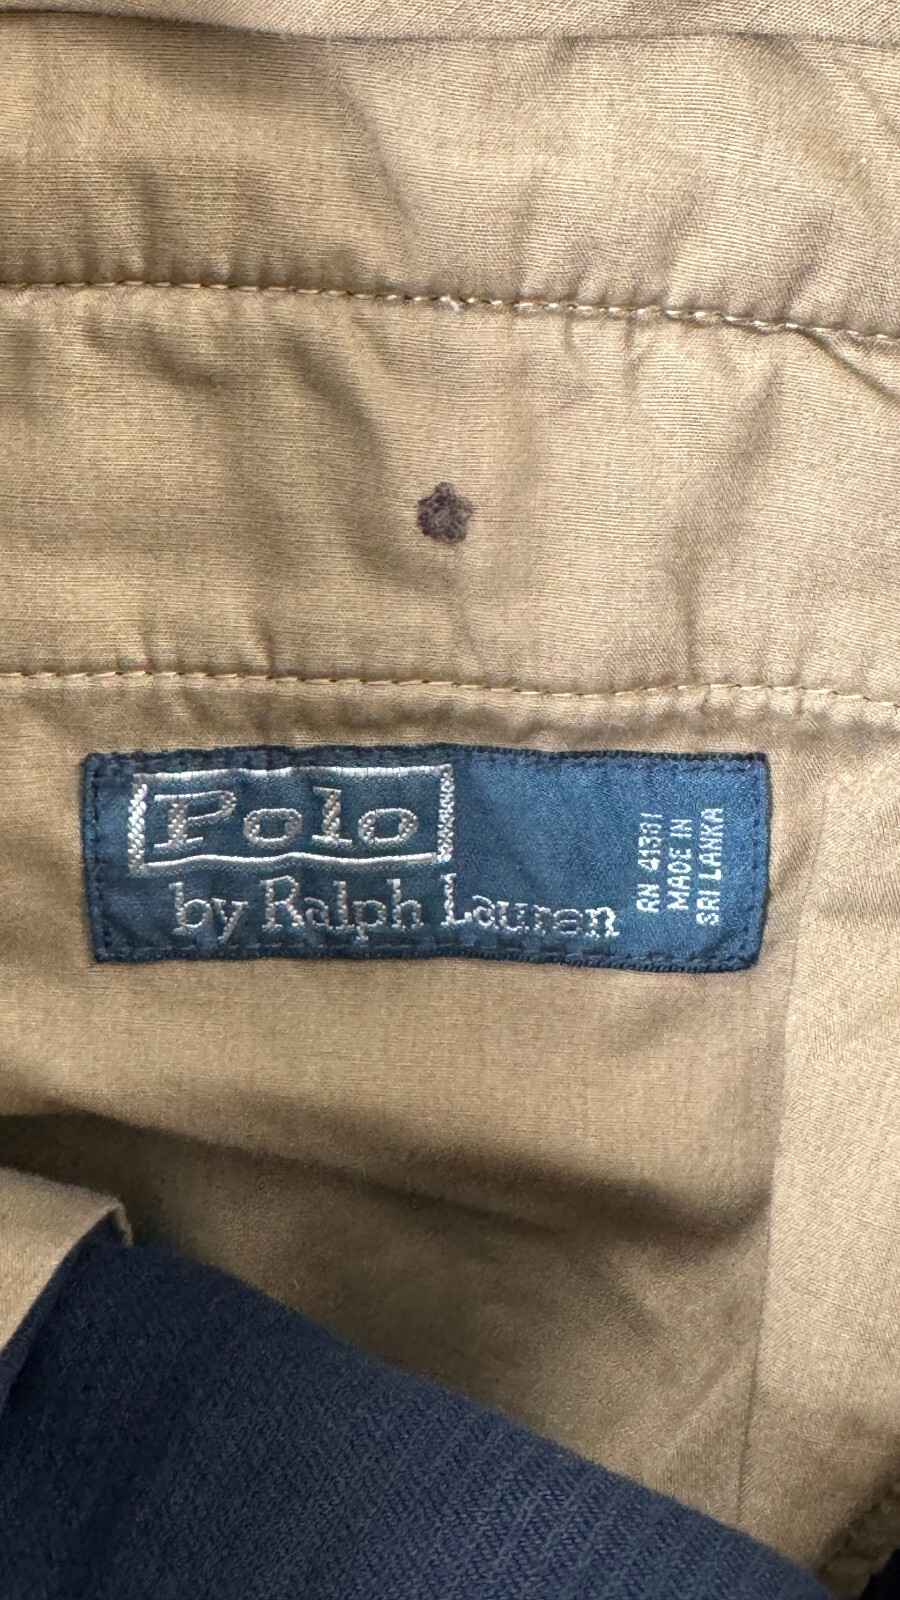 Polo
by Ralph Lauren
RN 41381
MADE IN
SRI LANKA